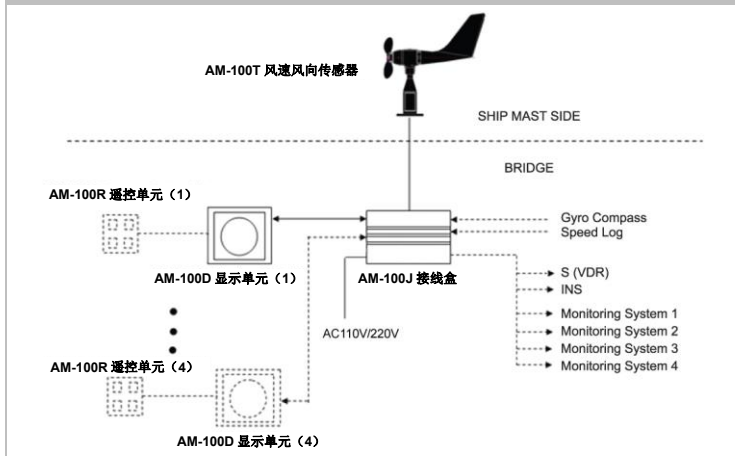 AM-100T 风速风向传感器
SHIP MAST SIDE
BRIDGE
AM-100R 遥控单元（1）
Gyro Compass
Speed Log
AM-100D 显示单元（1）
AM-100J 接线盒
S (VDR)
INS
Monitoring System 1
AC110V/220V
Monitoring System 2
Monitoring System 3
Monitoring System 4
AM-100R 遥控单元（4）
AM-100D 显示单元（4）